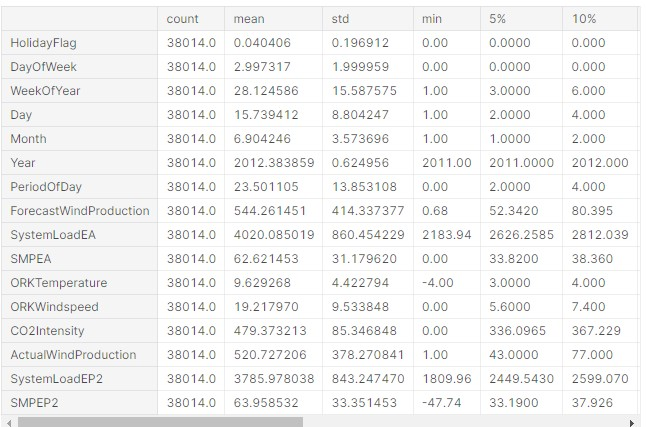 count mean std min 5% 10%
HolidayFlag 38014.0 0.040406 0.196912 0.00 0.0000 0.000
DayOfWeek 38014.0 2.997317 1.999959 0.00 0.0000 0.000
WeekOfYear 38014.0 28.124586 15.587575 1.00 3.0000 6.000
Day 38014.0 15.739412 8.804247 1.00 2.0000 4.000
Month 38014.0 6.904246 3.573696 1.00 1.0000 2.000
Year 38014.0 2012.383859 0.624956 2011.00 2011.0000 2012.000
PeriodOfDay 38014.0 23.501105 13.853108 0.00 2.0000 4.000
ForecastWindProduction 38014.0 544.261451 414.337377 0.68 52.3420 80.395
SystemLoadEA 38014.0 4020.085019 860.454229 2183.94 2626.2585 2812.039
SMPEA 38014.0 62.621453 31.179620 0.00 33.8200 38.360
ORKTemperature 38014.0 9.629268 4.422794 -4.00 3.0000 4.000
ORKWindspeed 38014.0 19.217970 9.533848 0.00 5.6000 7.400
CO2Intensity 38014.0 479.373213 85.346848 0.00 336.0965 367.229
ActualWindProduction 38014.0 520.727206 378.270841 1.00 43.0000 77.000
SystemLoadEP2 38014.0 3785.978038 843.247470 1809.96 2449.5430 2599.070
SMPEP2 38014.0 63.958532 33.351453 -47.74 33.1900 37.926